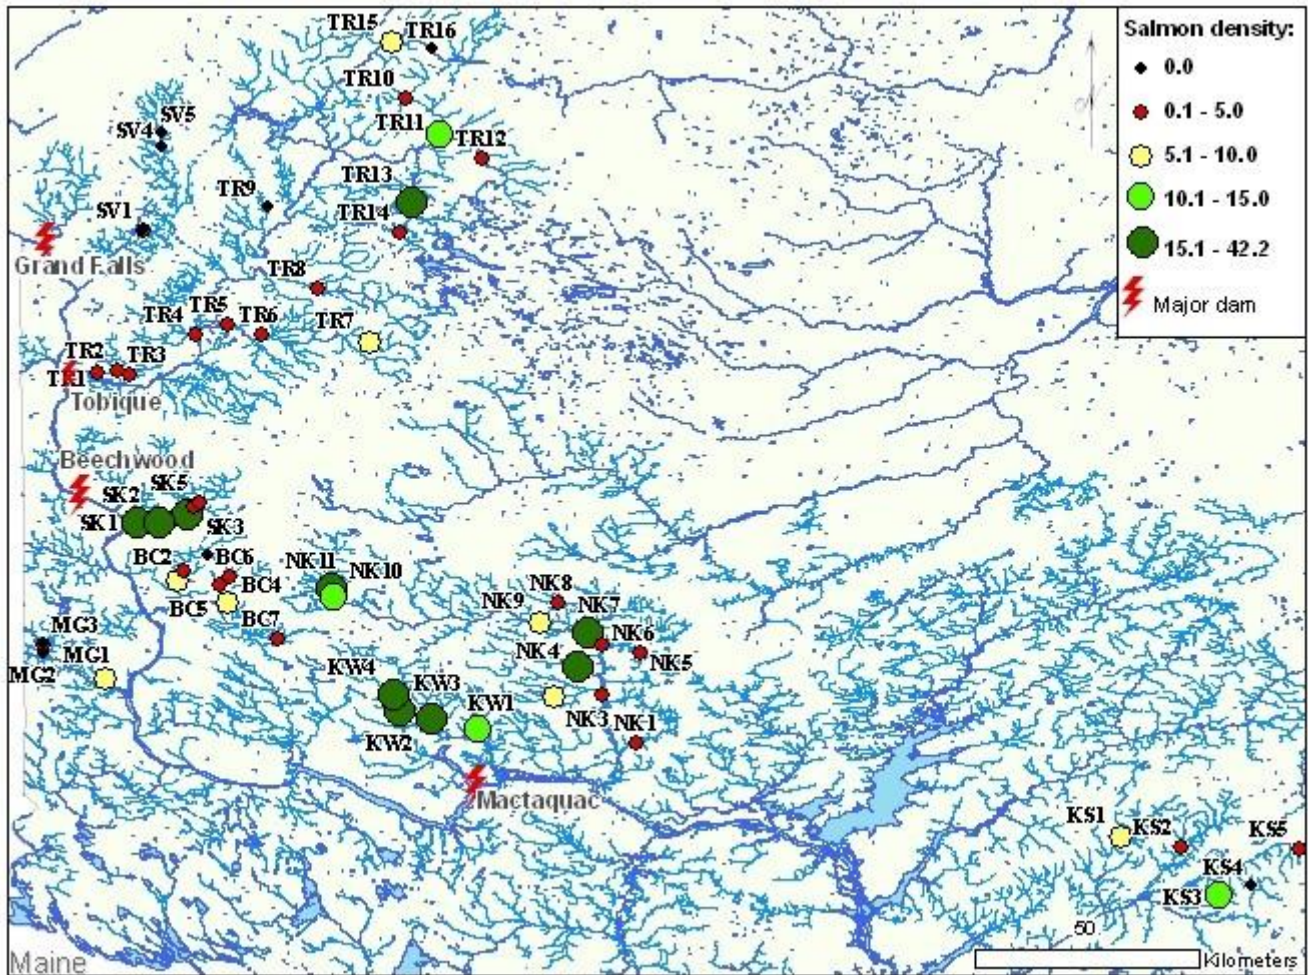 Salmon density:
0.0
0.1 - 5.0
5.1 - 10.0
10.1 - 15.0
15.1 - 42.2
Major dam
TR15
TR16
TR10
TR11
TR12
SV5
SV4
TR13
TR9
SV1
TR14
Grand Falls
TR8
TR5
TR4
TR6
TR7
TR2
TR3
TR1
Tobique
Beechwood
SK5
SK2
SK1
SK3
BC2
BC6
BC4
BC5
BC7
NK11
NK10
NK8
NK9
NK7
NK6
NK4
NK5
NK3
NK1
MG3
MG1
MG2
KW4
KW3
KW1
KW2
Mactaquac
KS1
KS2
KS5
KS4
KS3
50
Kilometers
Maine